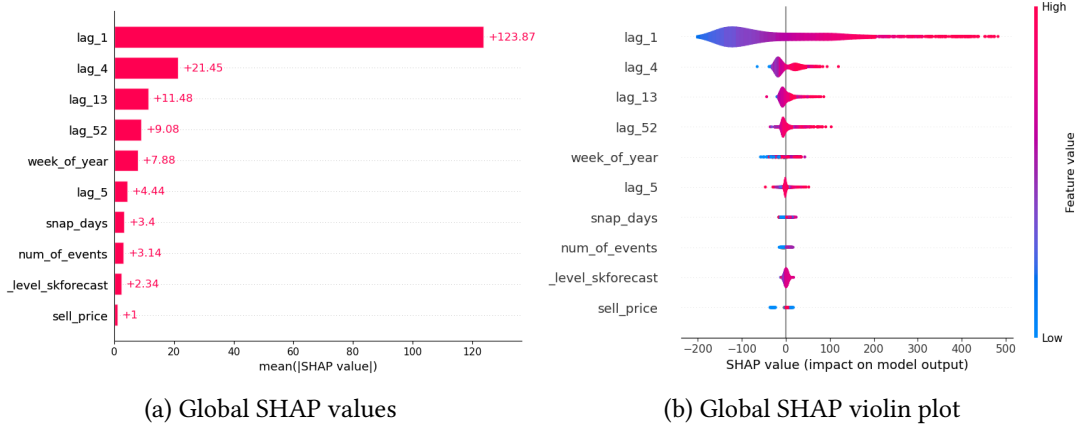 lag_1
+123.87
lag_4
+21.45
lag_13
+11.48
lag_52
+9.08
week_of_year
+7.88
lag_5
+4.44
snap_days
+3.4
num_of_events
+3.14
_level_skforecast
+2.34
sell_price
+1
0 20 40 60 80 100 120
mean(|SHAP value|)
(a) Global SHAP values
lag_1
lag_4
lag_13
lag_52
week_of_year
lag_5
snap_days
num_of_events
_level_skforecast
sell_price
−200 −100 0 100 200 300 400 500
SHAP value (impact on model output)
High
Feature value
Low
(b) Global SHAP violin plot